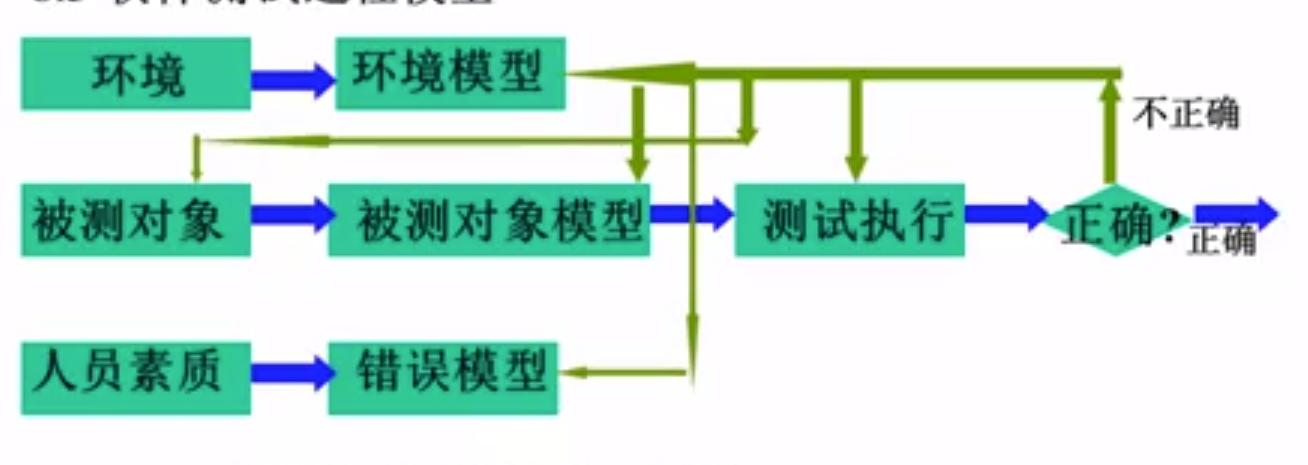 环境
环境模型
不正确
被测对象
被测对象模型
测试执行
正确?
正确
人员素质
错误模型